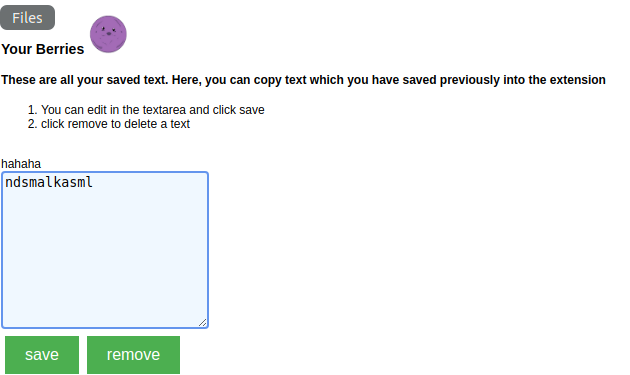 Files
Your Berries
These are all your saved text. Here, you can copy text which you have saved previously into the extension
1. You can edit in the textarea and click save
2. click remove to delete a text
hahaha
ndsmalkasml
save remove